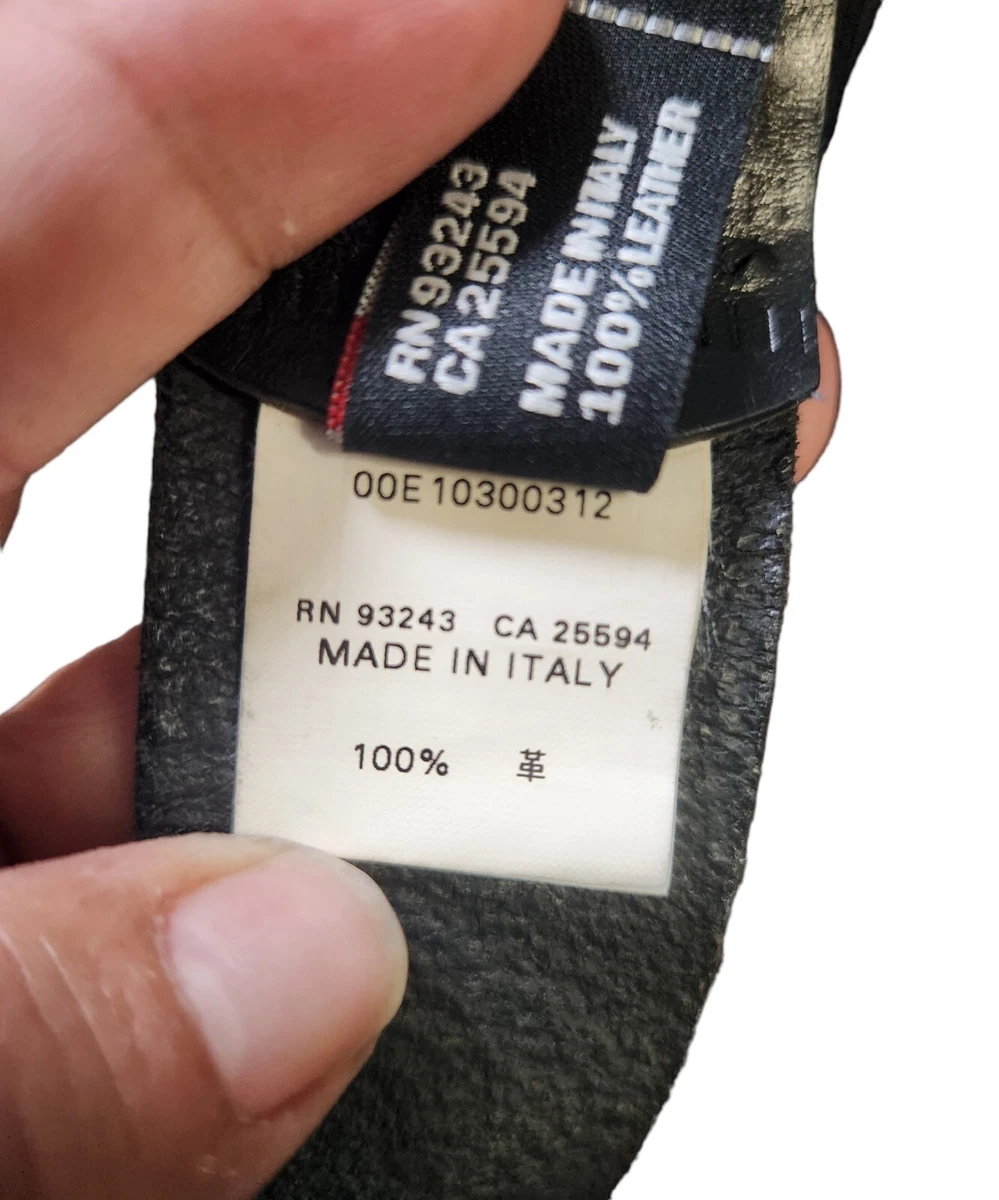 RN 93243
CA 25594
MADE IN ITALY
100% LEATHER
00E10300312
RN 93243 CA 25594
MADE IN ITALY
100% 革